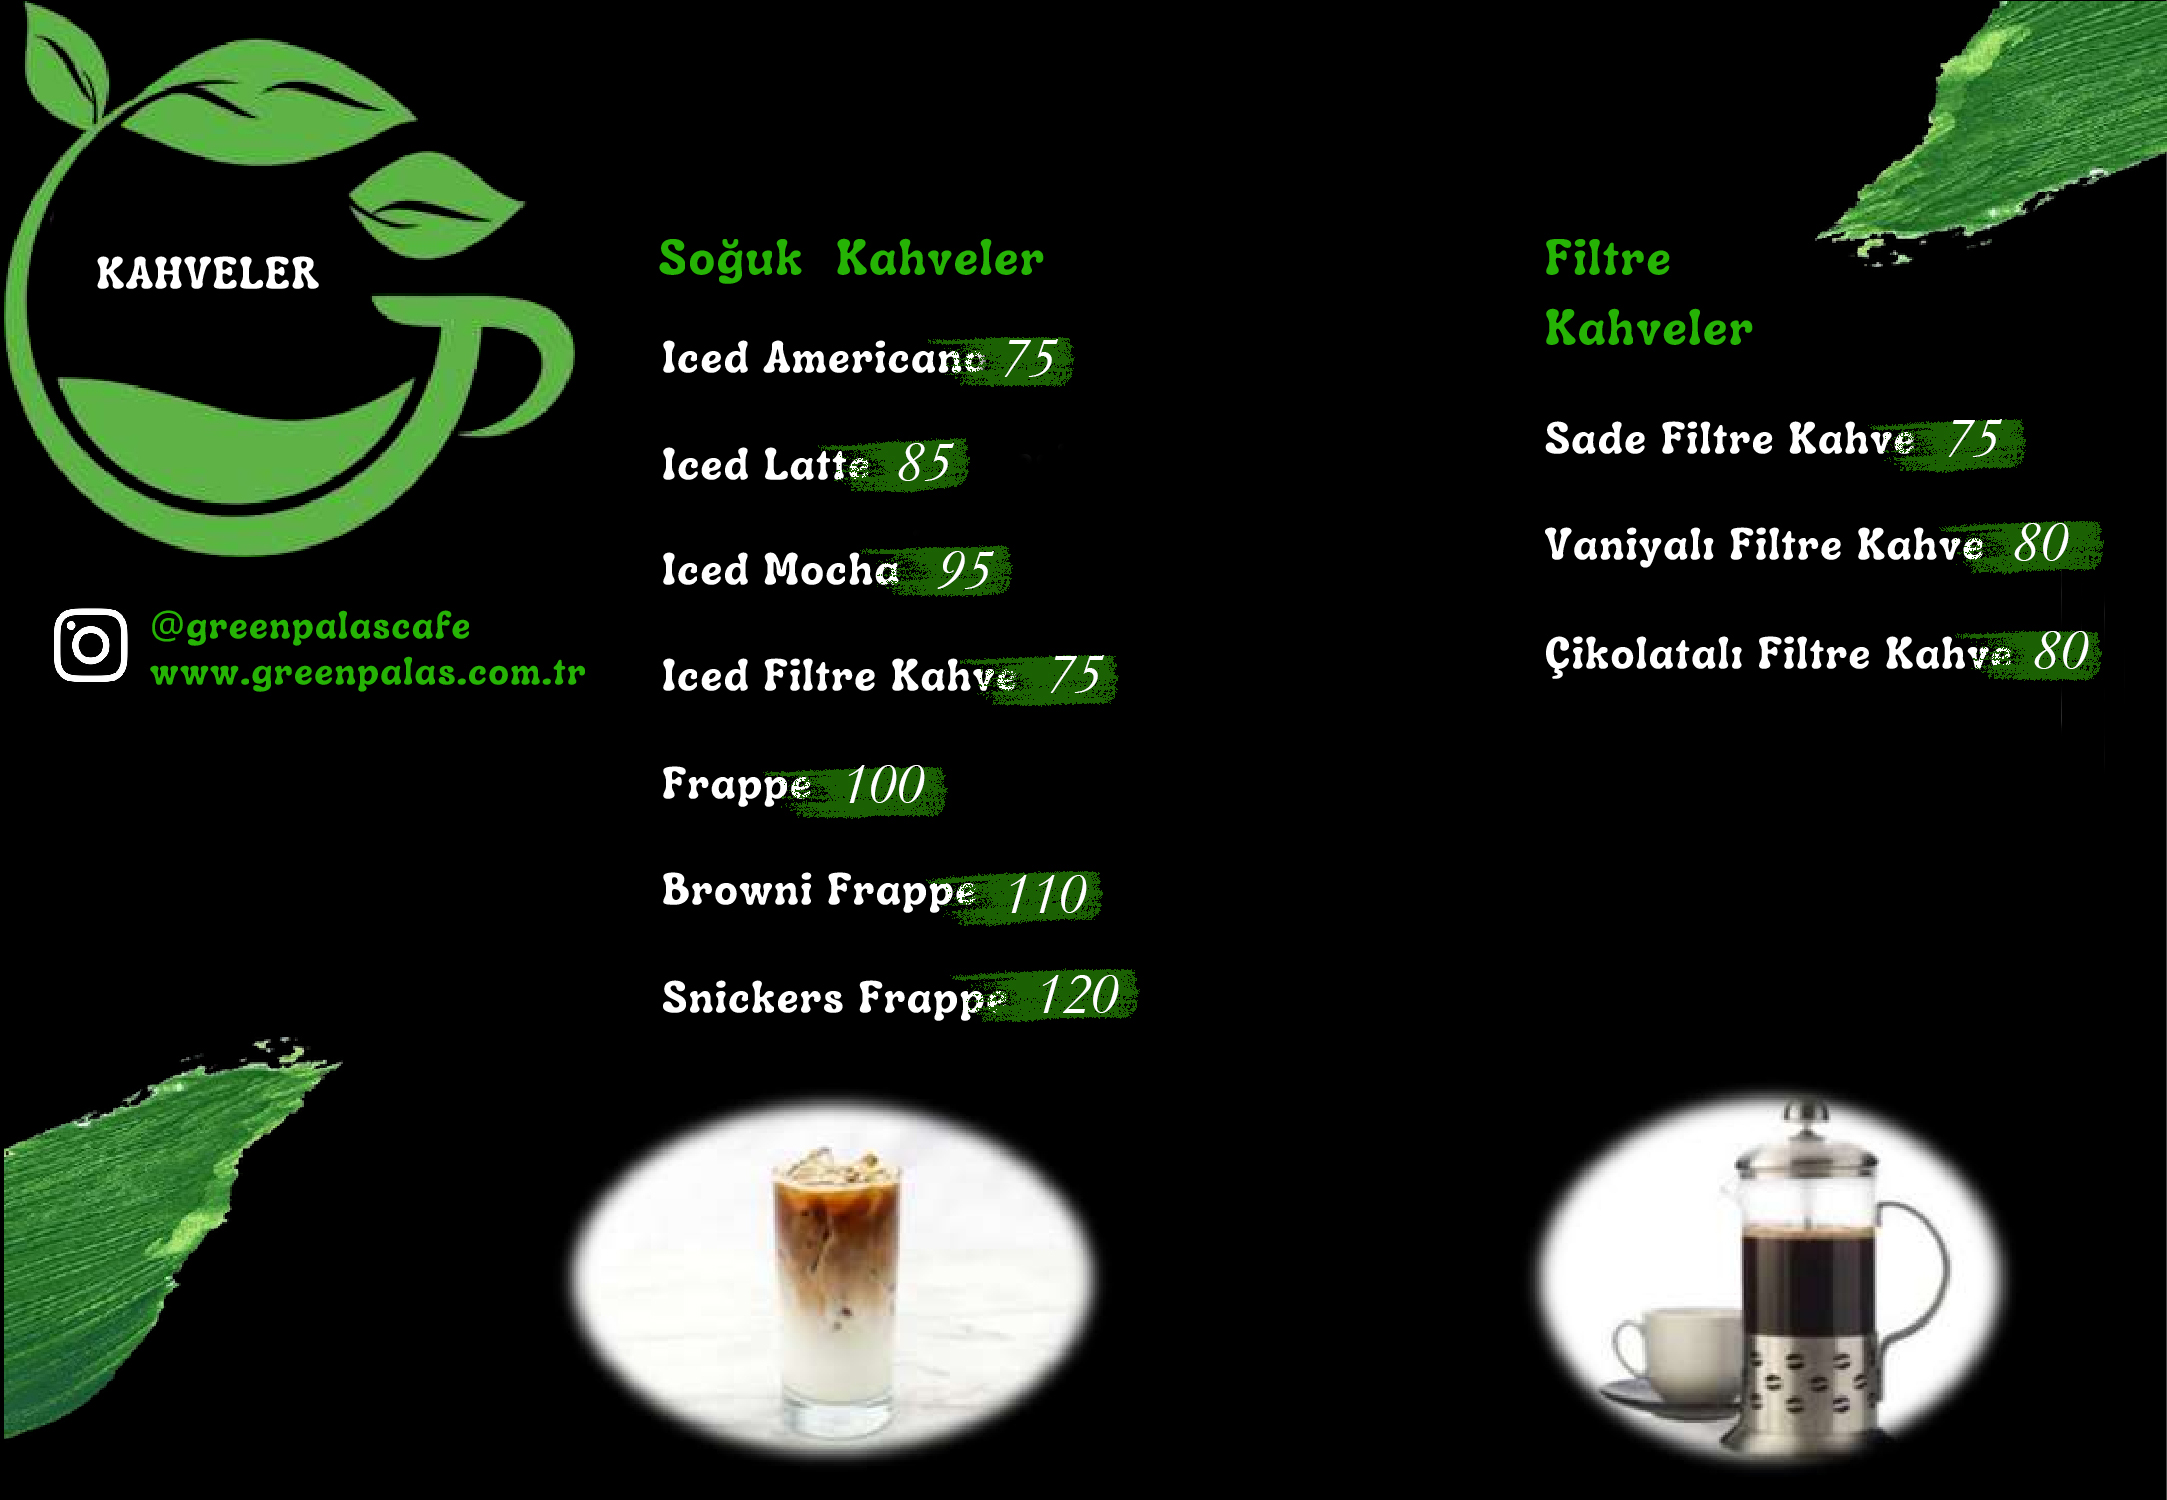 KAHVELER
@greenpalascafe
www.greenpalas.com.tr
Soğuk Kahveler
Iced Americano 75
Iced Latte 85
Iced Mocha 95
Iced Filtre Kahve 75
Frappe 100
Browni Frappe 110
Snickers Frappe 120
Filtre
Kahveler
Sade Filtre Kahve 75
Vaniyalı Filtre Kahve 80
Çikolatalı Filtre Kahve 80